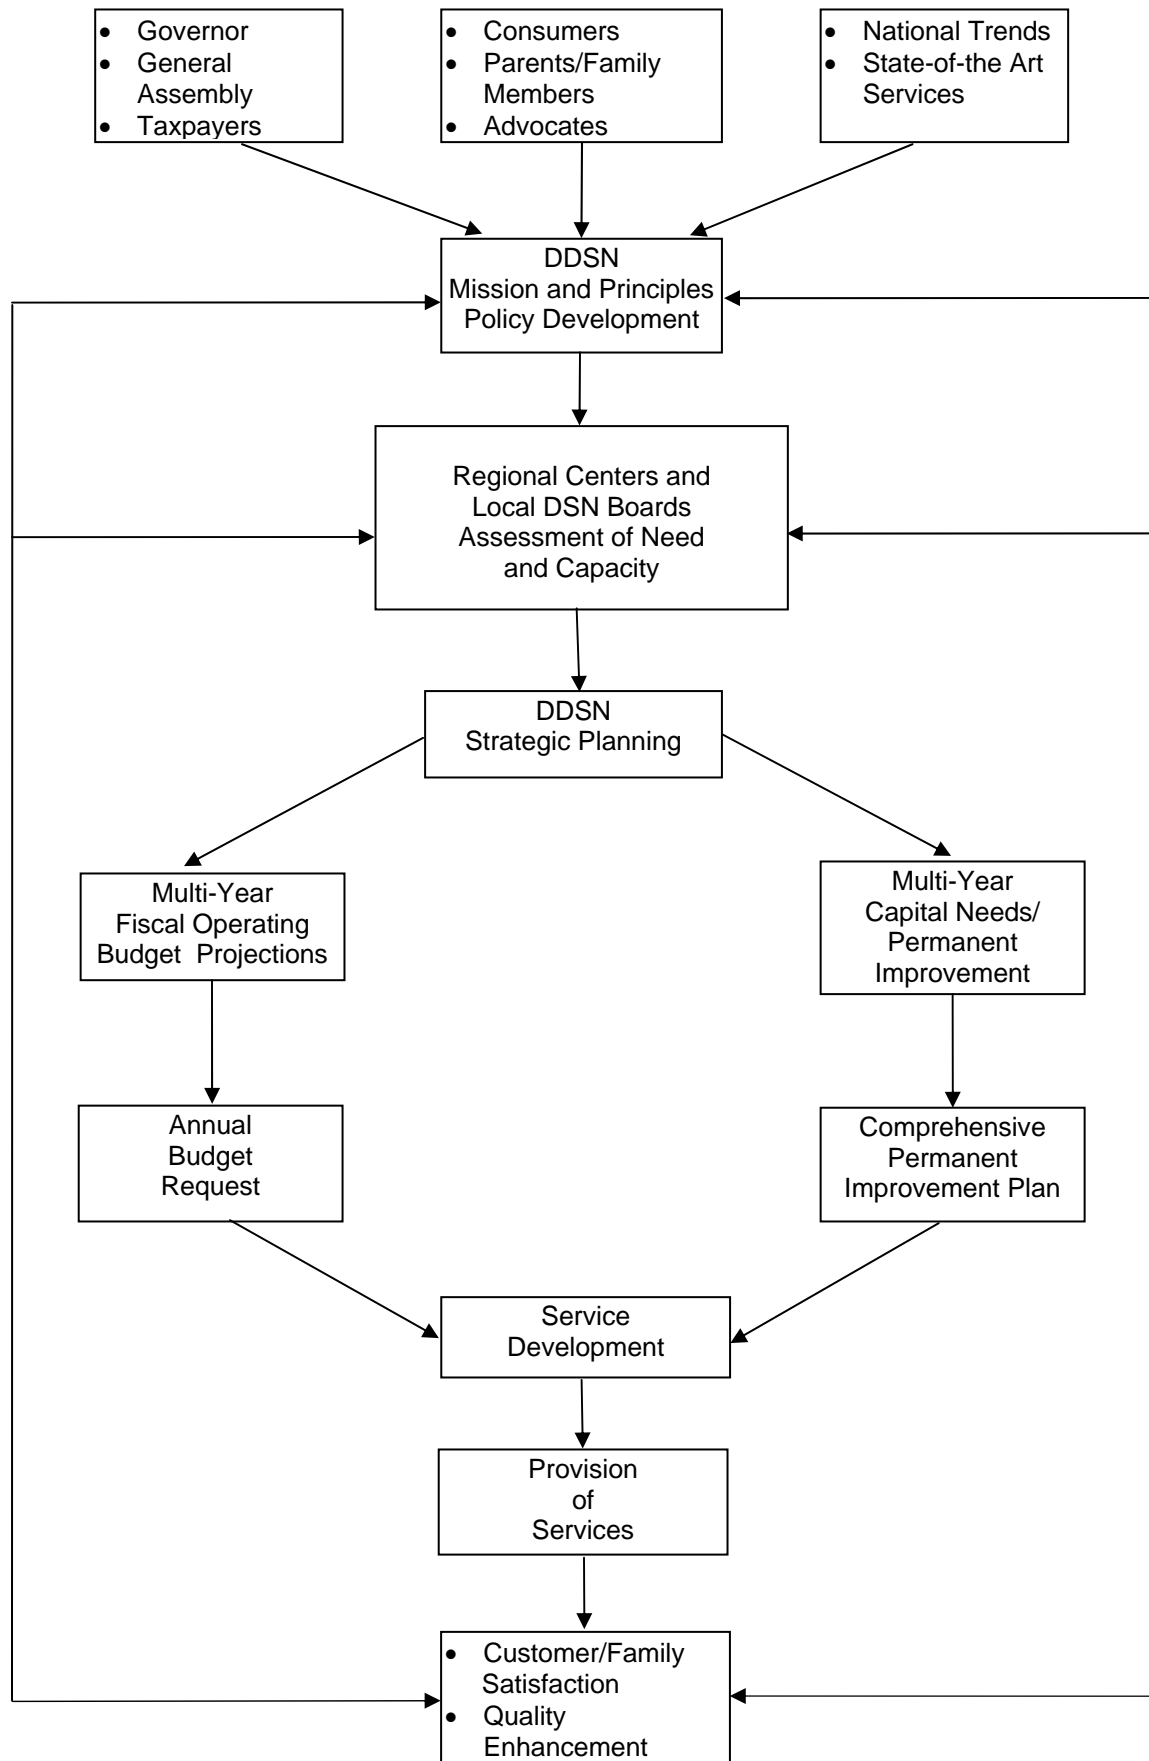 • Governor
• General
Assembly
• Taxpayers
• Consumers
• Parents/Family
Members
• Advocates
• National Trends
• State-of-the Art
Services
DDSN
Mission and Principles
Policy Development
Regional Centers and
Local DSN Boards
Assessment of Need
and Capacity
DDSN
Strategic Planning
Multi-Year
Fiscal Operating
Budget Projections
Multi-Year
Capital Needs/
Permanent
Improvement
Annual
Budget
Request
Comprehensive
Permanent
Improvement Plan
Service
Development
Provision
of
Services
• Customer/Family
Satisfaction
• Quality
Enhancement